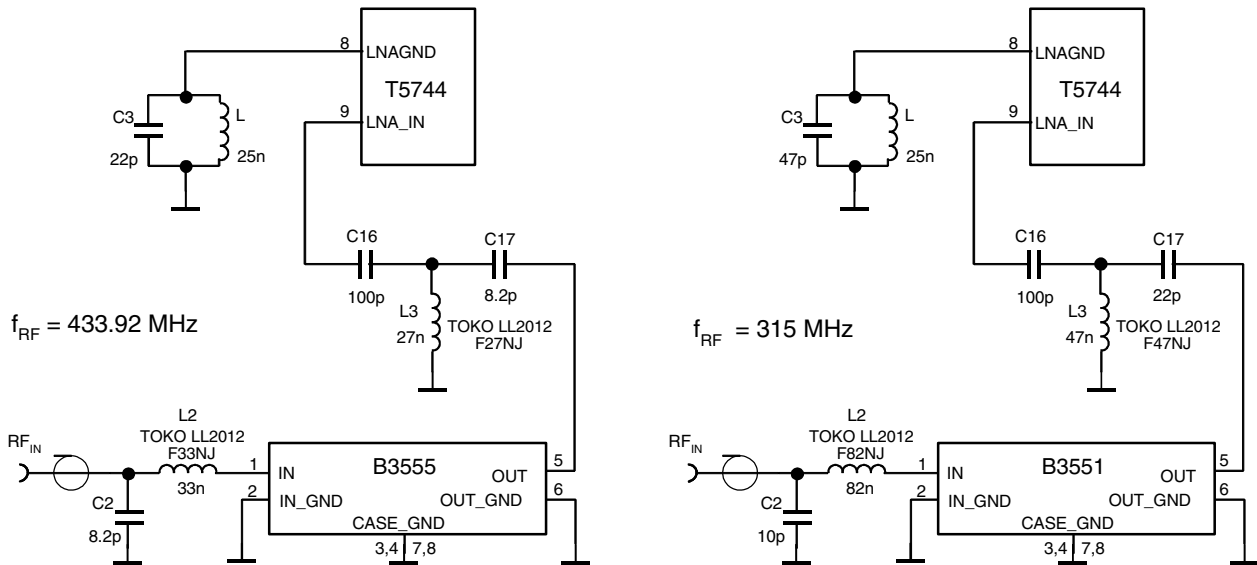 8
LNAGND
T5744
C3
L
9
LNA_IN
22p
25n
C16
C17
100p
8.2p
L3
27n
TOKO LL2012
F27NJ
fRF = 433.92 MHz
L2
TOKO LL2012
F33NJ
33n
RFIN
C2
8.2p
1
IN
B3555
OUT
5
2
IN_GND
OUT_GND
6
CASE_GND
3,4
7,8
8
LNAGND
T5744
C3
L
9
LNA_IN
47p
25n
C16
C17
100p
22p
L3
47n
TOKO LL2012
F47NJ
fRF = 315 MHz
L2
TOKO LL2012
F82NJ
82n
RFIN
C2
10p
1
IN
B3551
OUT
5
2
IN_GND
OUT_GND
6
CASE_GND
3,4
7,8